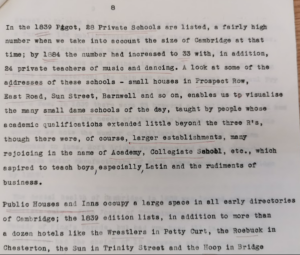 8
In the 1839 Pigot, 28 Private Schools are listed, a fairly high
number when we take into account the size of Cambridge at that
time; by 1884 the number had increased to 33 with, in addition,
24 private teachers of music and dancing. A look at some of the
addresses of these schools - small houses in Prospect Row,
East Road, Sun Street, Barnwell and so on, enables us to visualise
the many small dame schools of the day, taught by people whose
academic qualifications extended little beyond the three R's,
though there were, of course, larger establishments, many
rejoicing in the name of Academy, Collegiate School, etc., which
aspired to teach boys, especially, Latin and the rudiments of
business.
Public Houses and Inns occupy a large space in all early directories
of Cambridge; the 1839 edition lists, in addition to more than
a dozen hotels like the Wrestlers in Petty Curt, the Roebuck in
Chesterton, the Sun in Trinity Street and the Hoop in Bridge